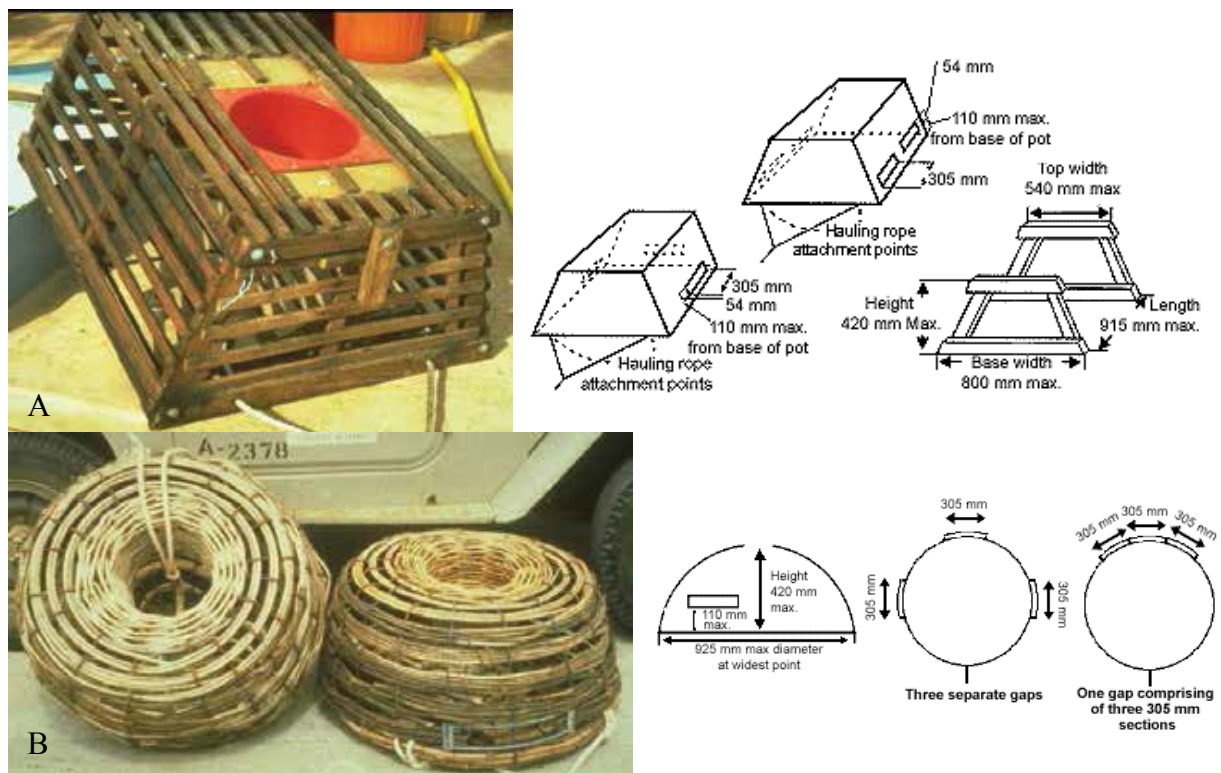 A
54 mm
110 mm max.
from base of pot
305 mm
Hauling rope
attachment points
Top width
540 mm max
305 mm
54 mm
110 mm max.
from base of pot
Hauling rope
attachment points
Height
420 mm Max.
Length
915 mm max.
Base width
800 mm max.
A-2378
B
Height
420 mm
max.
110 mm
max.
925 mm max diameter
at widest point
305 mm
305 mm
305 mm
Three separate gaps
305 mm
305 mm
305 mm
One gap comprising
of three 305 mm
sections